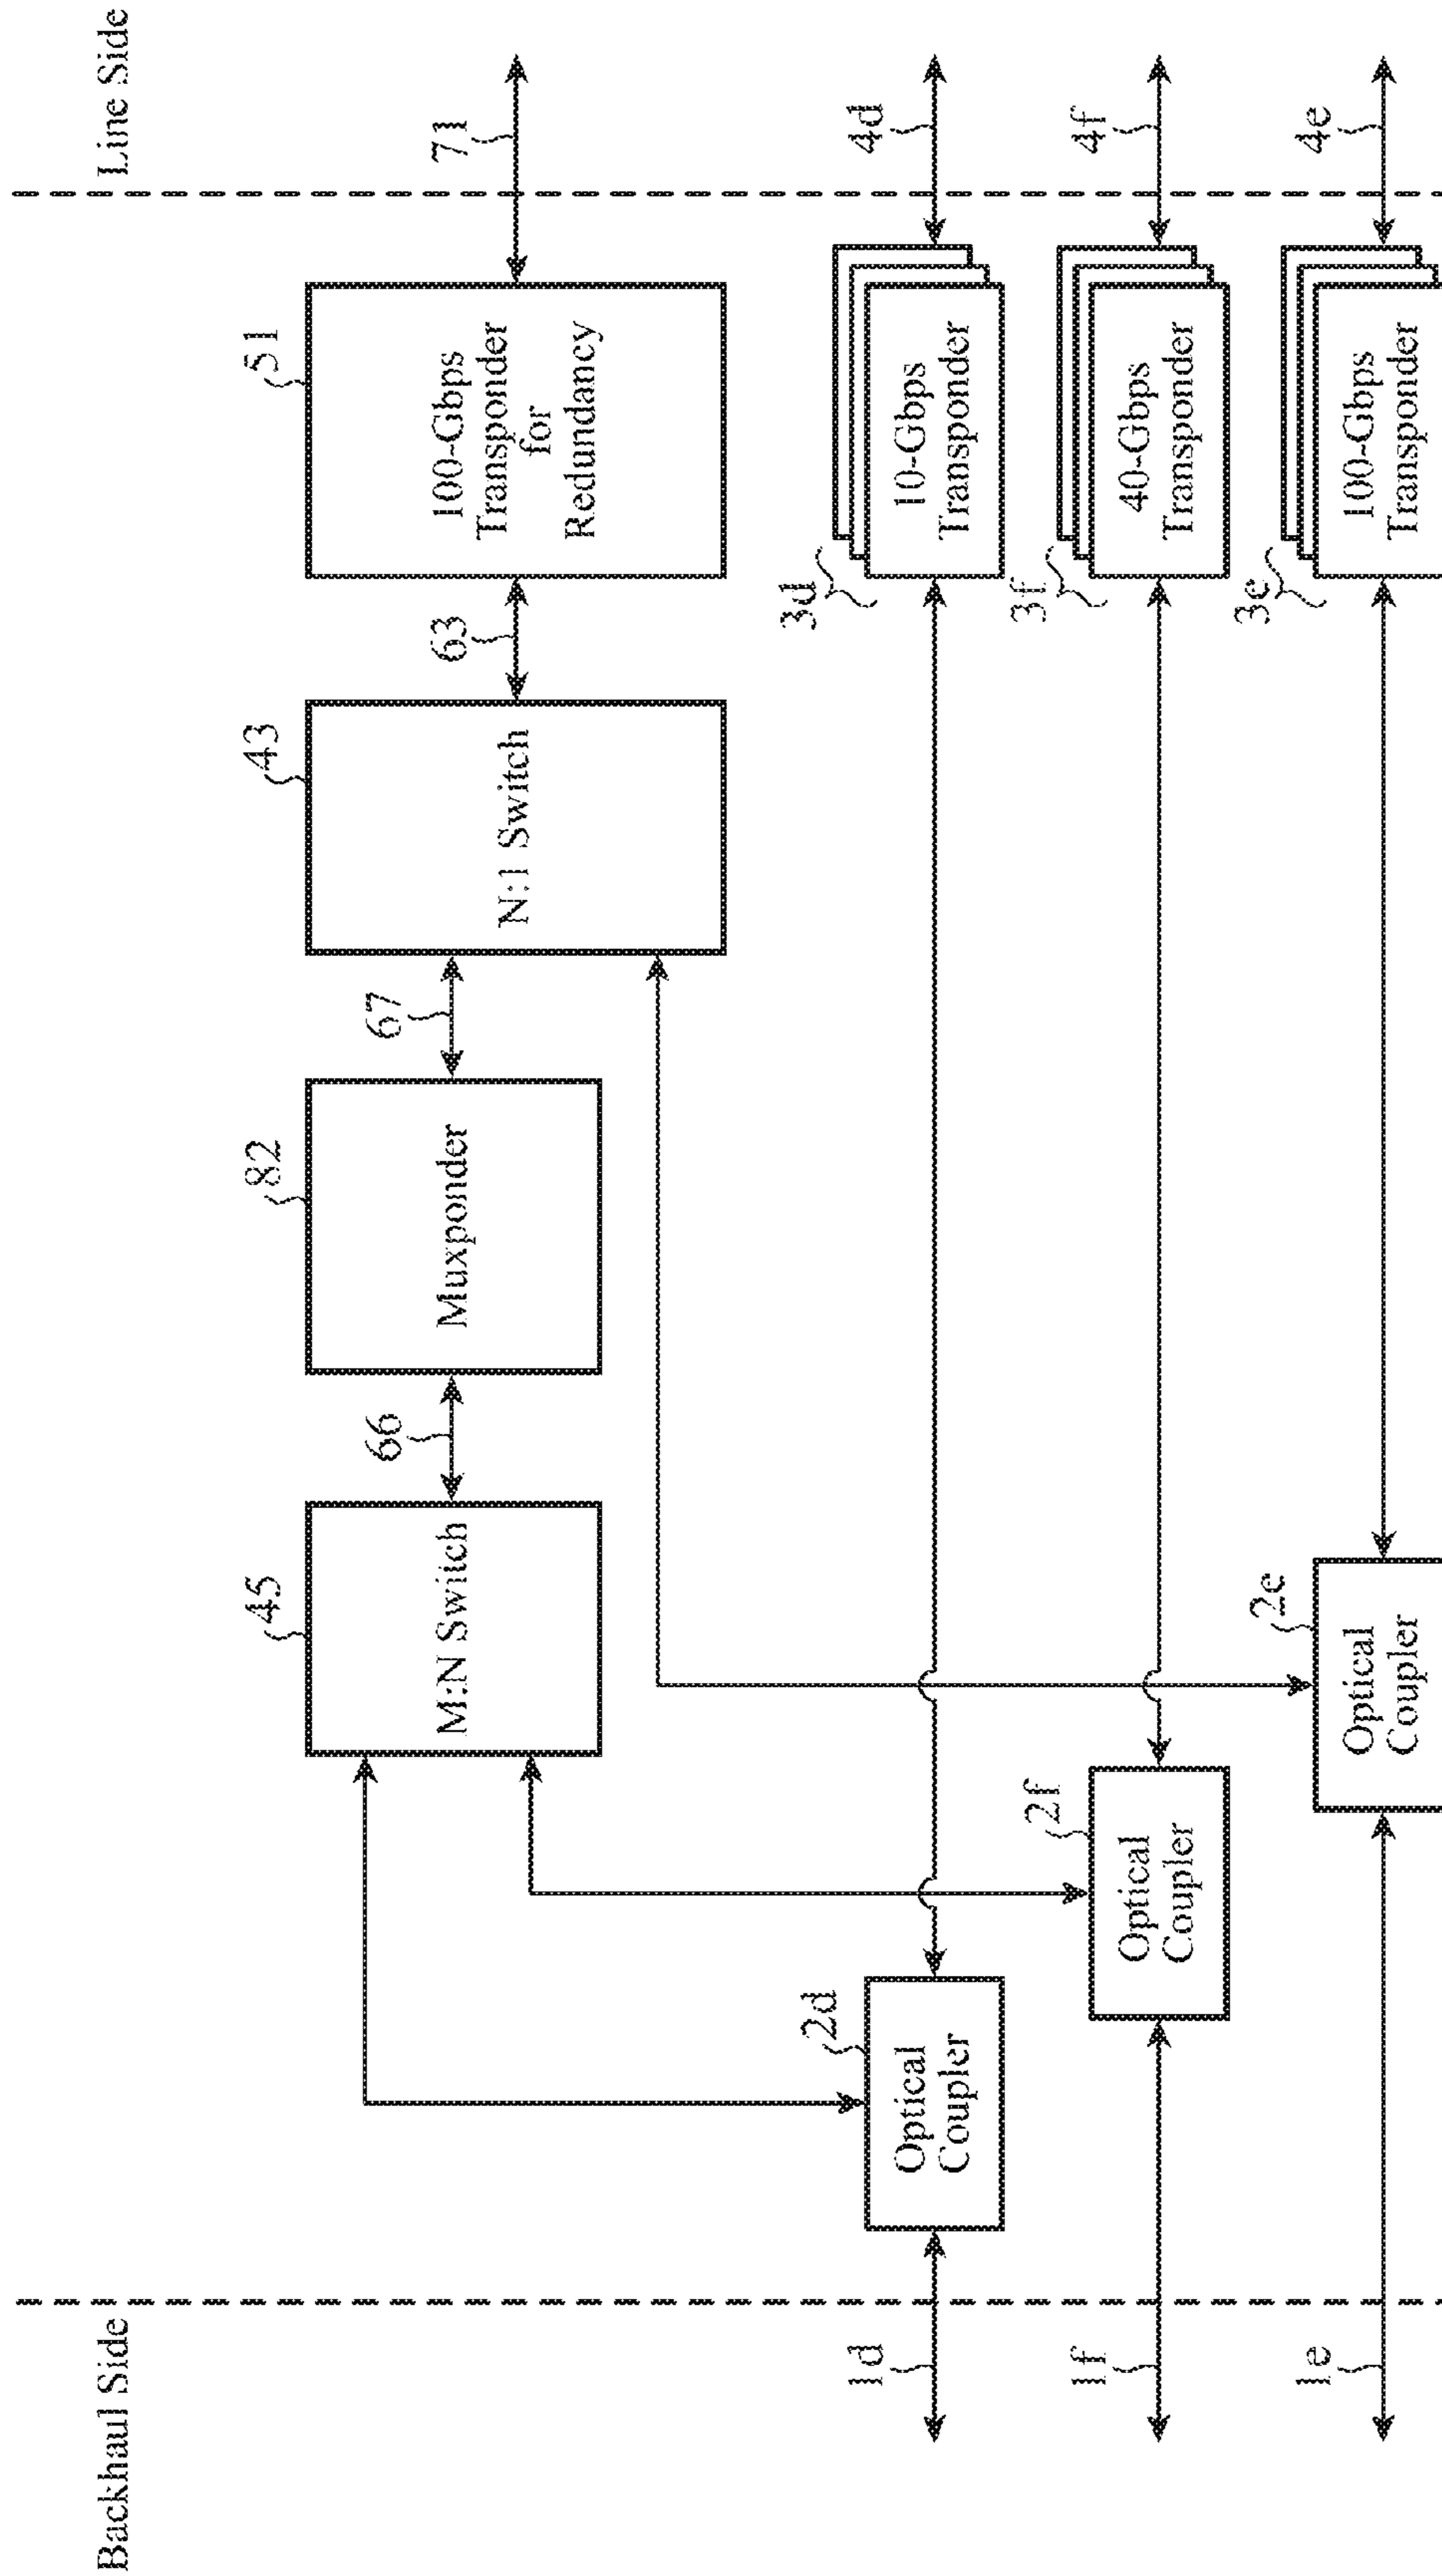 Backhaul Side
Line Side
45
M:N Switch
66
82
Muxponder
67
43
N:1 Switch
63
51
100-Gbps
Transponder
for
Redundancy
71
1d
2d
Optical
Coupler
3d
10-Gbps
Transponder
4d
1f
2f
Optical
Coupler
3f
40-Gbps
Transponder
4f
1e
2e
Optical
Coupler
3e
100-Gbps
Transponder
4e